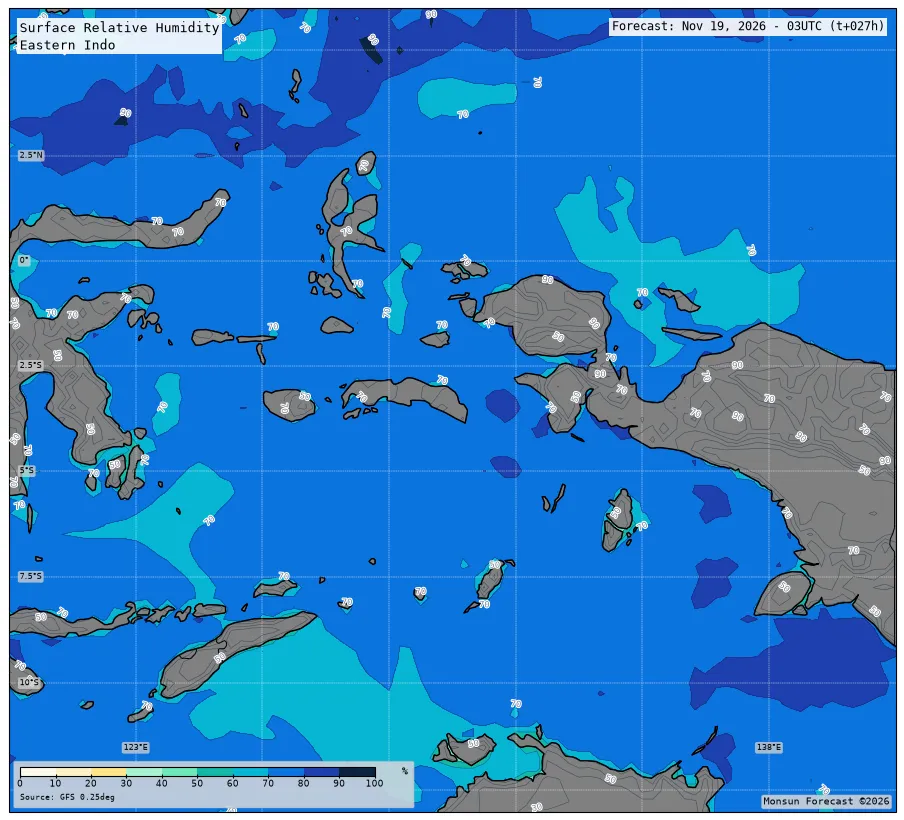 Surface Relative Humidity
Eastern Indo
Forecast: Nov 19, 2026 - 03UTC (t+027h)
2.5°N
0°
2.5°S
5°S
7.5°S
10°S
123°E
138°E
%
0 10 20 30 40 50 60 70 80 90 100
Source: GFS 0.25deg
Monsun Forecast ©2026